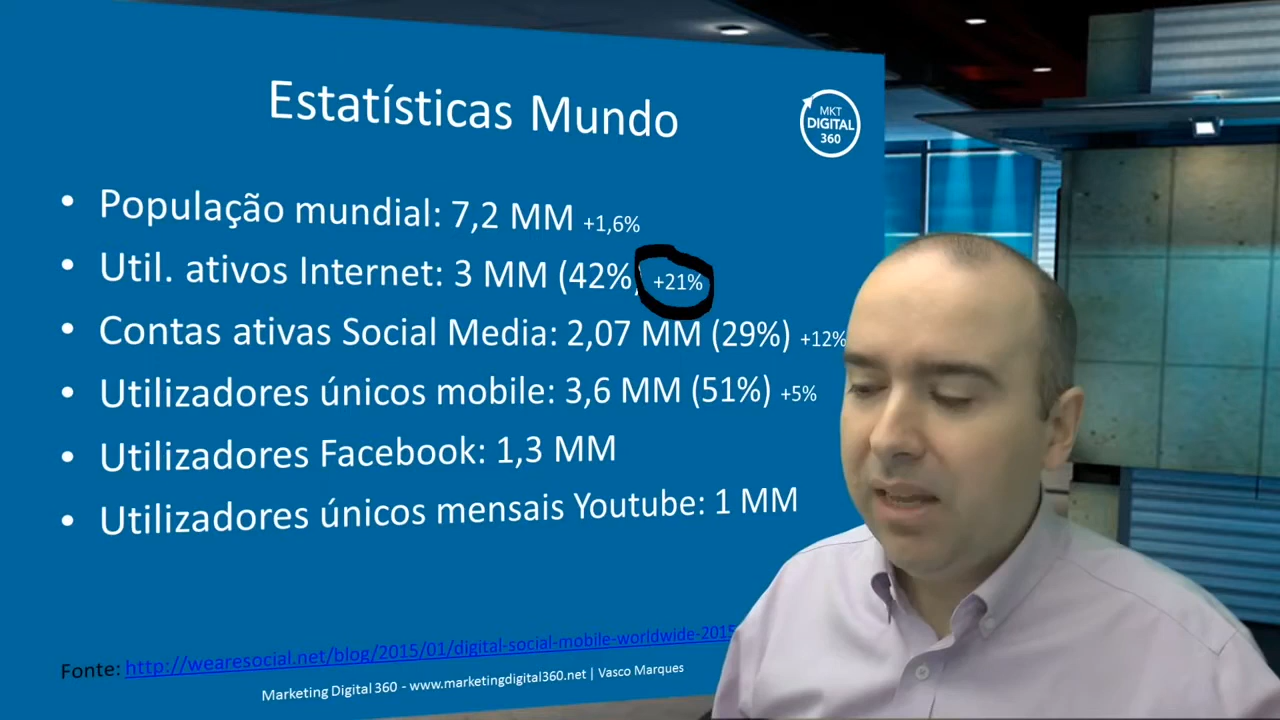 Estatísticas Mundo
MKT
DIGITAL
360
• População mundial: 7,2 MM +1,6%
• Util. ativos Internet: 3 MM (42%) +21%
• Contas ativas Social Media: 2,07 MM (29%) +12%
• Utilizadores únicos mobile: 3,6 MM (51%) +5%
• Utilizadores Facebook: 1,3 MM
• Utilizadores únicos mensais Youtube: 1 MM
Fonte: http://wearesocial.net/blog/2015/01/digital-social-mobile-worldwide-2015
Marketing Digital 360 - www.marketingdigital360.net | Vasco Marques